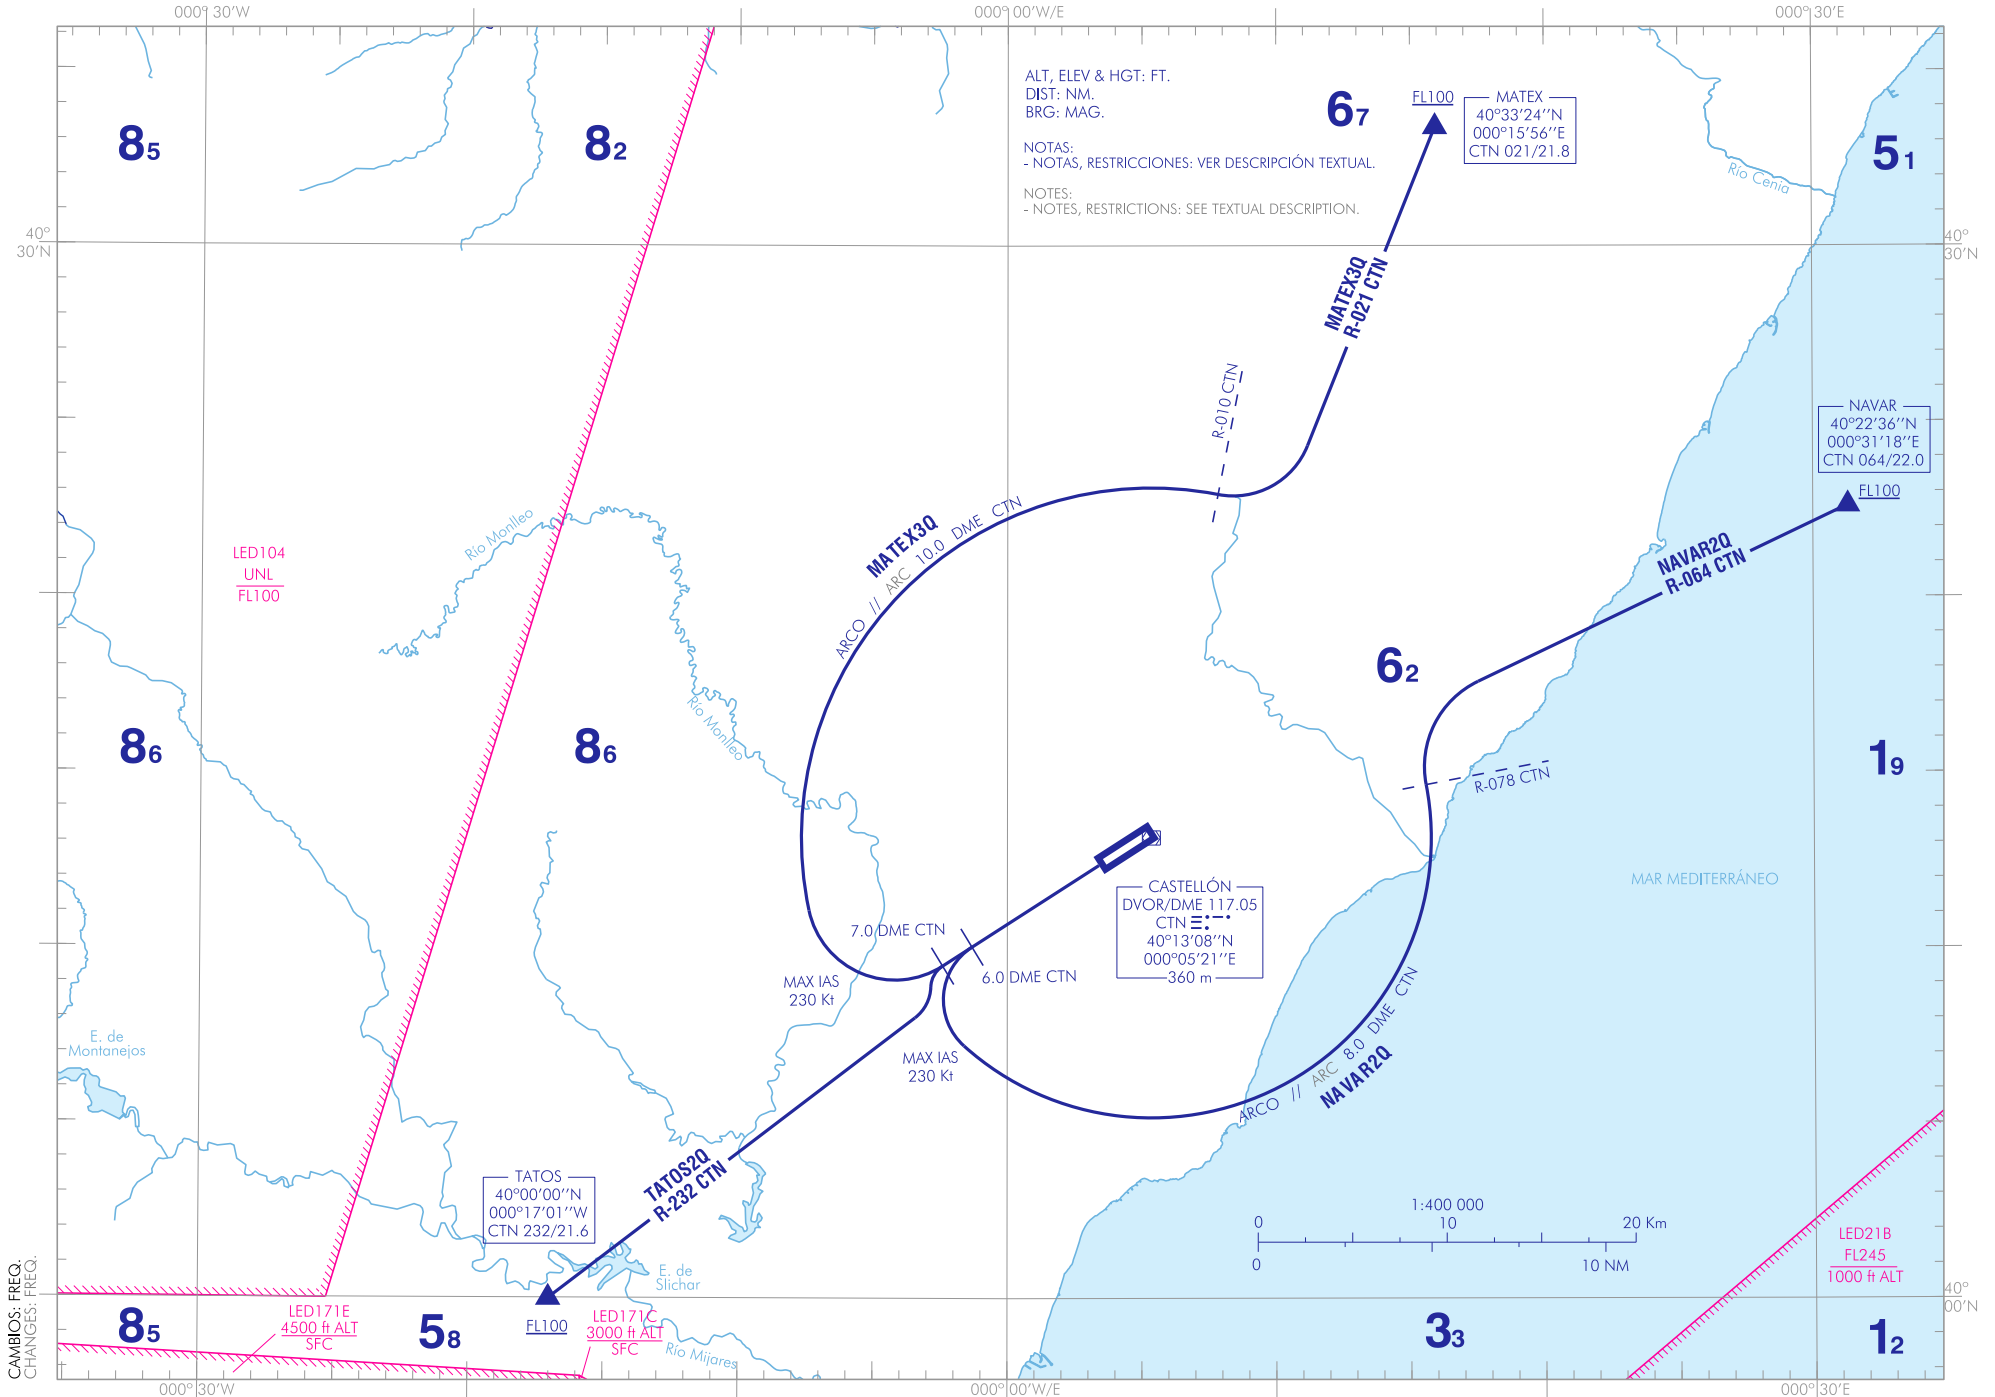 000°30'W
000°00'W/E
000°30'E
ALT, ELEV & HGT: FT.
DIST: NM.
BRG: MAG.
NOTAS:
- NOTAS, RESTRICCIONES: VER DESCRIPCIÓN TEXTUAL.
NOTES:
- NOTES, RESTRICTIONS: SEE TEXTUAL DESCRIPTION.
85
82
67
FL100
MATEX
40°33'24''N
000°15'56''E
CTN 021/21.8
51
Río Cenia
40°
30'N
40°
30'N
MATEX3Q
R-021 CTN
R-010 CTN
NAVAR
40°22'36''N
000°31'18''E
CTN 064/22.0
FL100
NAVAR2Q
R-064 CTN
LED104
UNL
FL100
Río Monlleo
MATEX3Q
ARCO // ARC 10.0 DME CTN
Río Monlleo
86
86
62
19
R-078 CTN
MAR MEDITERRÁNEO
CASTELLÓN
DVOR/DME 117.05
CTN
40°13'08''N
000°05'21''E
360 m
7.0 DME CTN
6.0 DME CTN
MAX IAS
230 Kt
MAX IAS
230 Kt
ARCO // ARC 8.0 DME CTN
NAVAR2Q
E. de
Montanejos
TATOS
40°00'00''N
000°17'01''W
CTN 232/21.6
TATOS2Q
R-232 CTN
E. de
Slichar
FL100
1:400 000
0
10
20 Km
0
10 NM
LED21B
FL245
1000 ft ALT
40°
00'N
LED171E
4500 ft ALT
SFC
LED171C
3000 ft ALT
SFC
Río Mijares
85
58
33
12
CAMBIOS: FREQ.
CHANGES: FREQ.
000°30'W
000°00'W/E
000°30'E